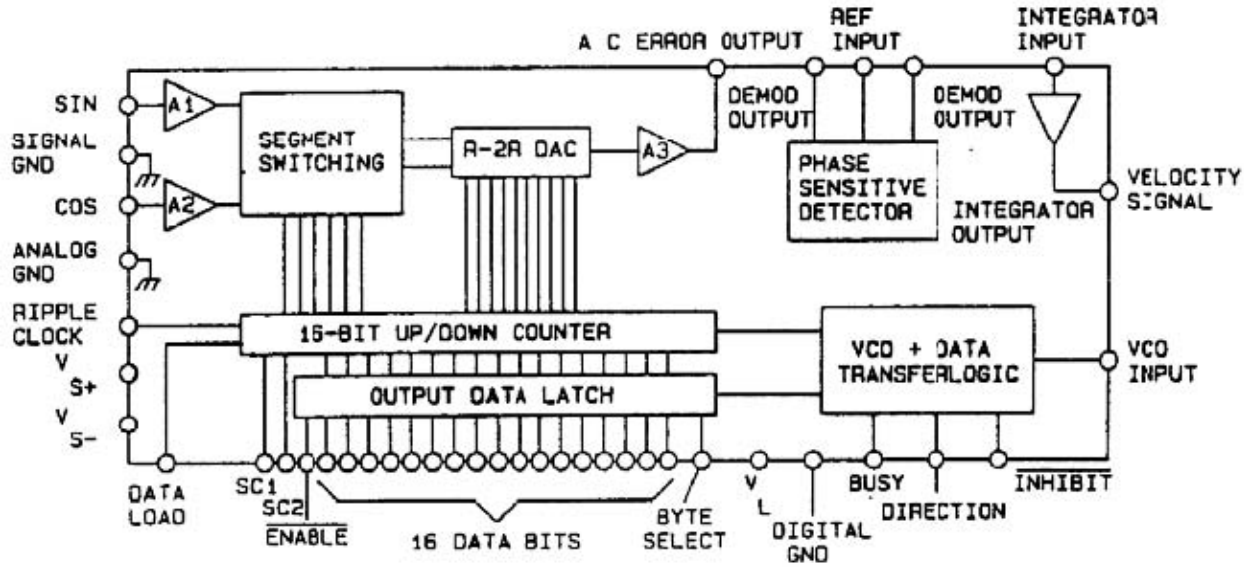 A C ERROR OUTPUT
REF
INPUT
INTEGRATOR
INPUT
SIN
A1
SIGNAL
GND
SEGMENT
SWITCHING
R-2R DAC
A3
DEMOD
OUTPUT
DEMOD
OUTPUT
PHASE
SENSITIVE
DETECTOR
INTEGRATOR
OUTPUT
VELOCITY
SIGNAL
COS
A2
ANALOG
GND
RIPPLE
CLOCK
16-BIT UP/DOWN COUNTER
VCO + DATA
TRANSFERLOGIC
VCO
INPUT
V
S+
OUTPUT DATA LATCH
V
S-
DATA
LOAD
SC1
SC2
ENABLE
16 DATA BITS
BYTE
SELECT
V
L
DIGITAL
GND
BUSY
DIRECTION
INHIBIT